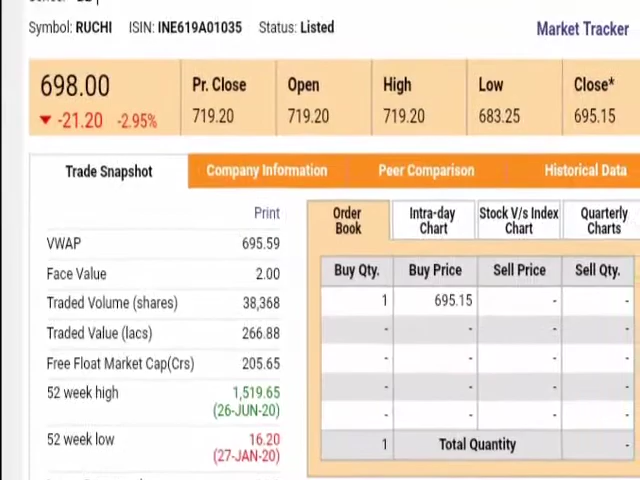 Symbol: RUCHI ISIN: INE619A01035 Status: Listed
Market Tracker
698.00 Pr. Close Open High Low Close*
-21.20 -2.95% 719.20 719.20 719.20 683.25 695.15
Trade Snapshot Company Information Peer Comparison Historical Data
Print
VWAP 695.59
Face Value 2.00
Traded Volume (shares) 38,368
Traded Value (lacs) 266.88
Free Float Market Cap(Crs) 205.65
52 week high 1,519.65
(26-JUN-20)
52 week low 16.20
(27-JAN-20)
Order Book Intra-day Chart Stock V/s Index Chart Quarterly Charts
Buy Qty. Buy Price Sell Price Sell Qty.
1 695.15 - -
- - - -
- - - -
- - - -
- - - -
1 Total Quantity -